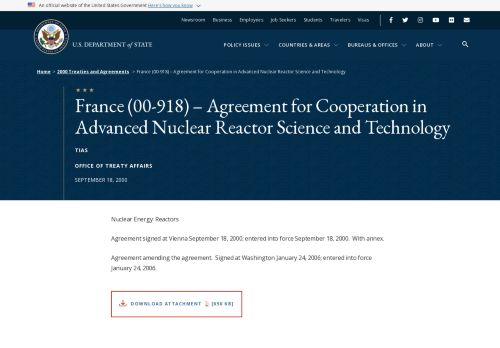 An official website of the United States Government Here's how you know
Newsroom Business Employees Job Seekers Students Travelers Visas
U.S. DEPARTMENT of STATE
POLICY ISSUES COUNTRIES & AREAS BUREAUS & OFFICES ABOUT
Home > 2000 Treaties and Agreements > France (00-918) – Agreement for Cooperation in Advanced Nuclear Reactor Science and Technology
France (00-918) – Agreement for Cooperation in
Advanced Nuclear Reactor Science and Technology
TIAS
OFFICE OF TREATY AFFAIRS
SEPTEMBER 18, 2000
Nuclear Energy: Reactors
Agreement signed at Vienna September 18, 2000; entered into force September 18, 2000. With annex.
Agreement amending the agreement. Signed at Washington January 24, 2006; entered into force
January 24, 2006.
DOWNLOAD ATTACHMENT [690 KB]